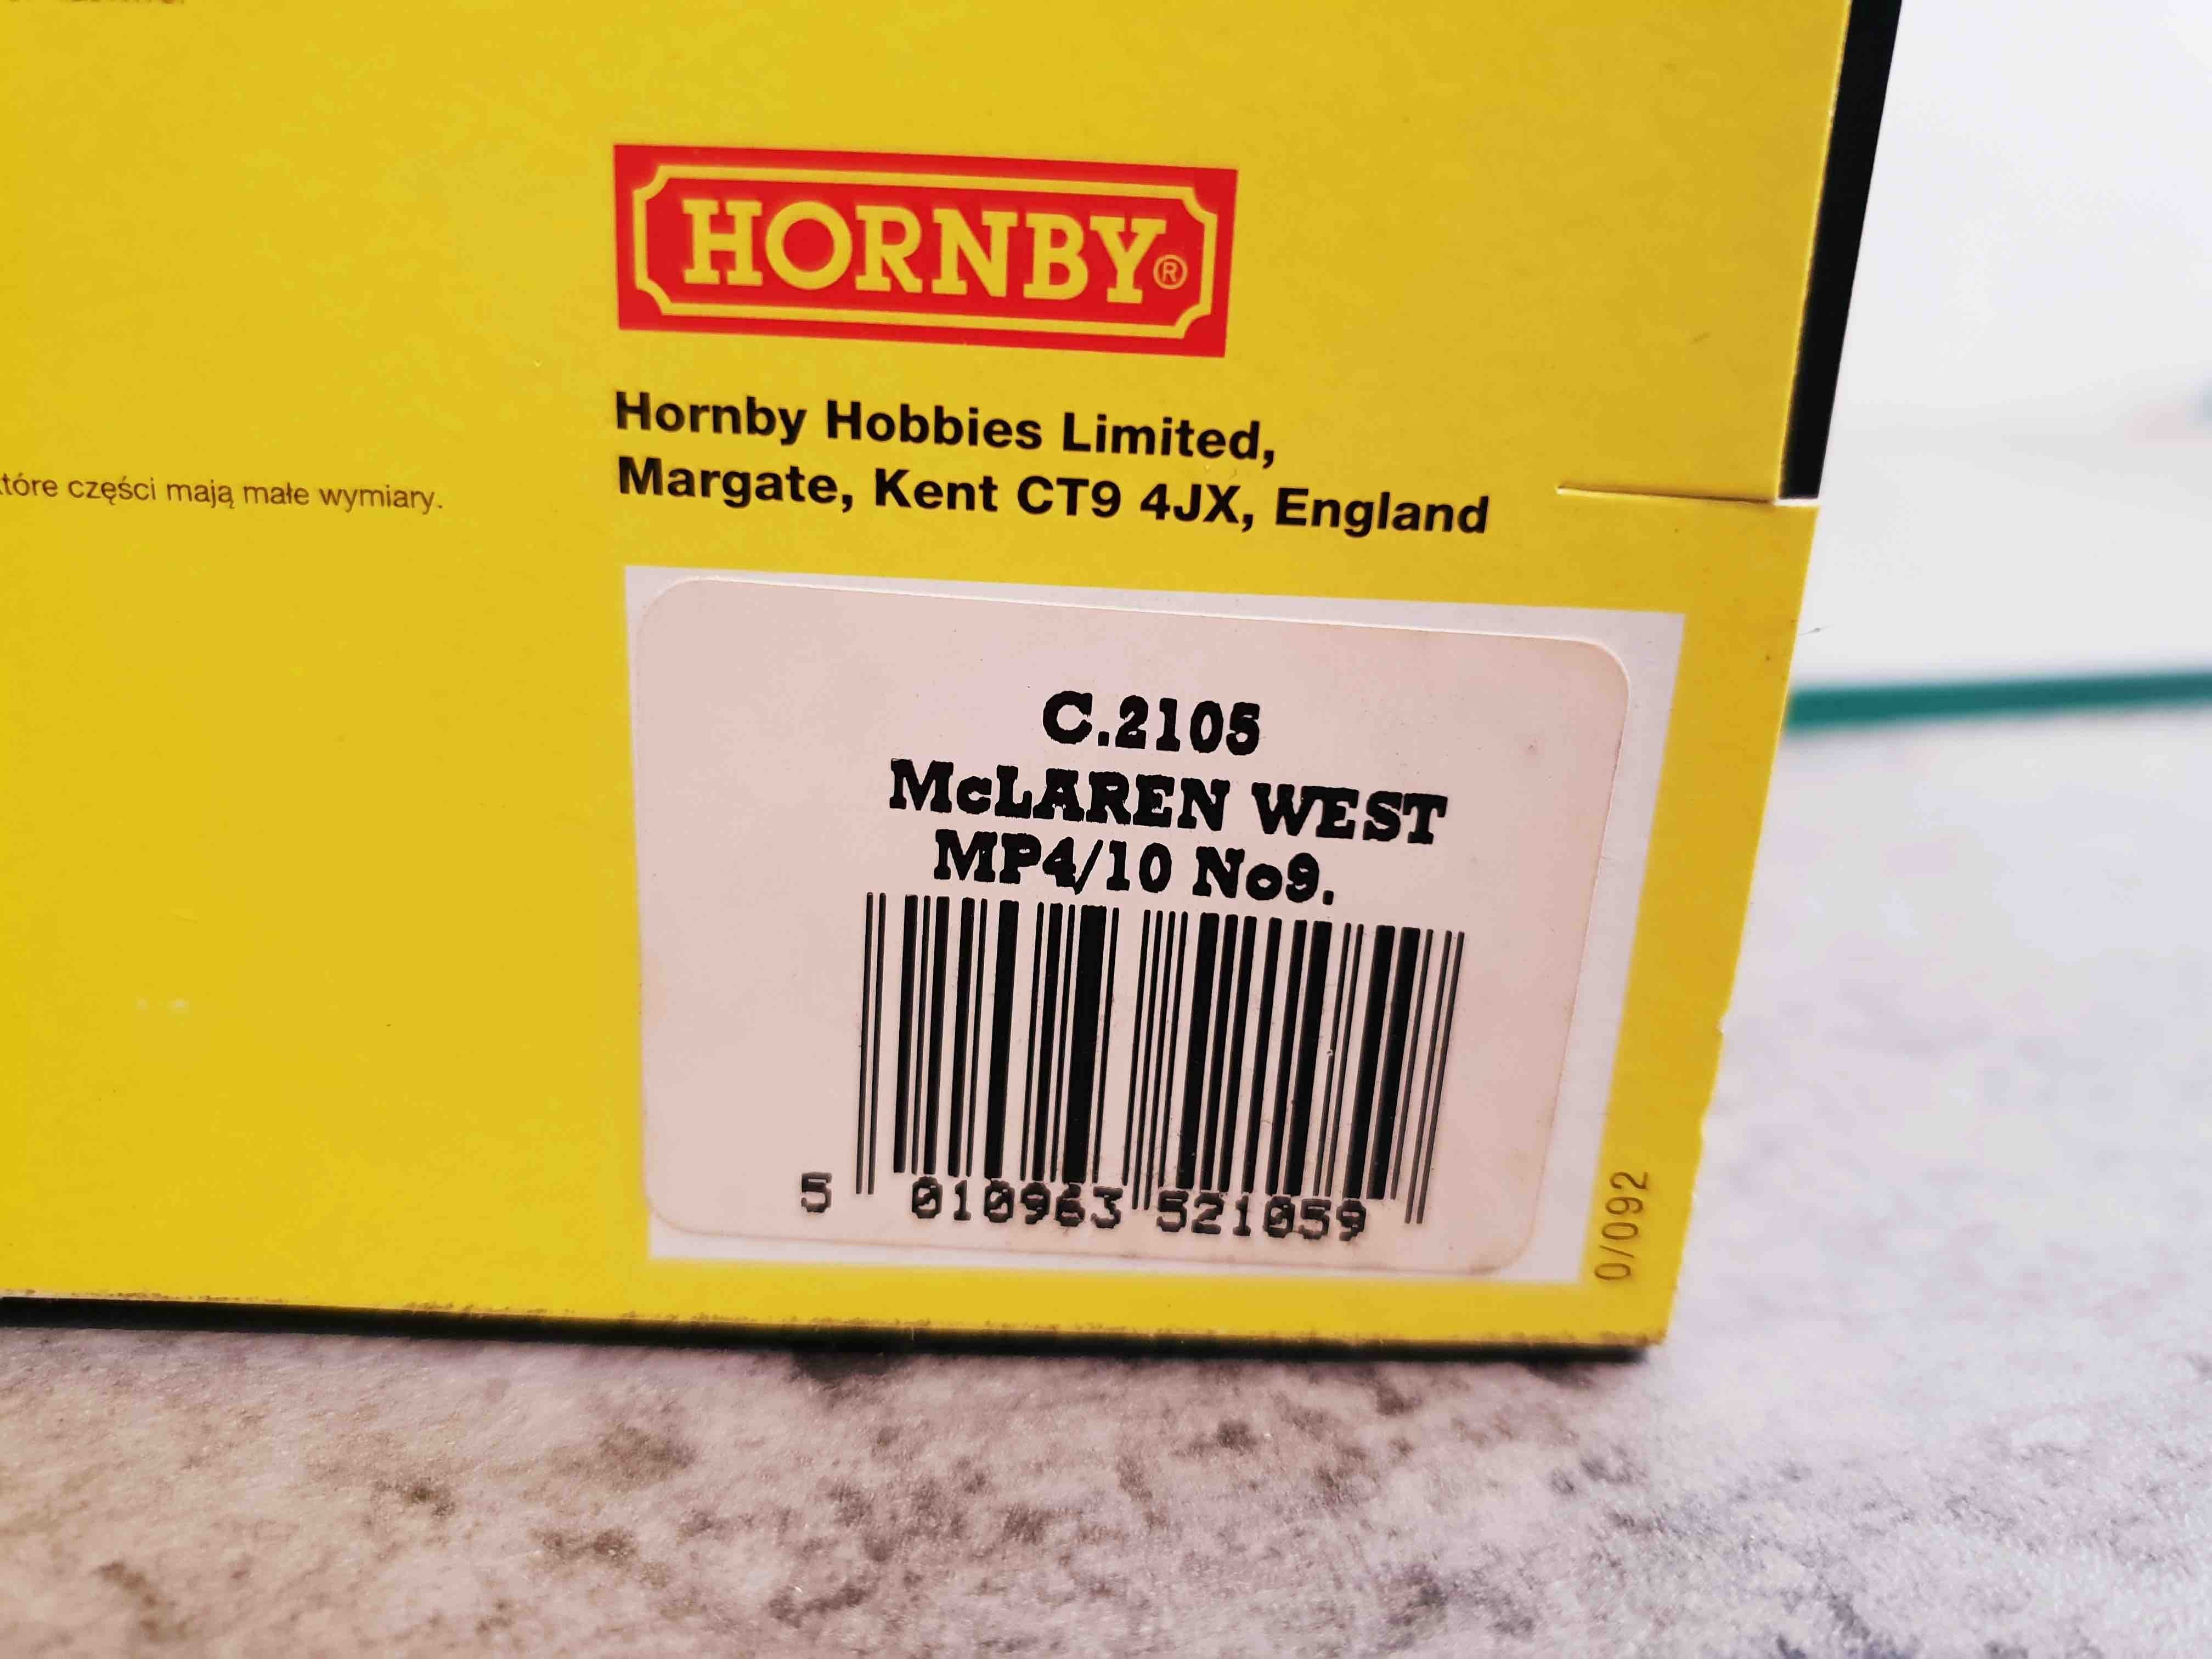 HORNBY®
Hornby Hobbies Limited,
Margate, Kent CT9 4JX, England
które części mają małe wymiary.
C.2105
McLAREN WEST
MP4/10 No9.
5 010963 521059
0/092